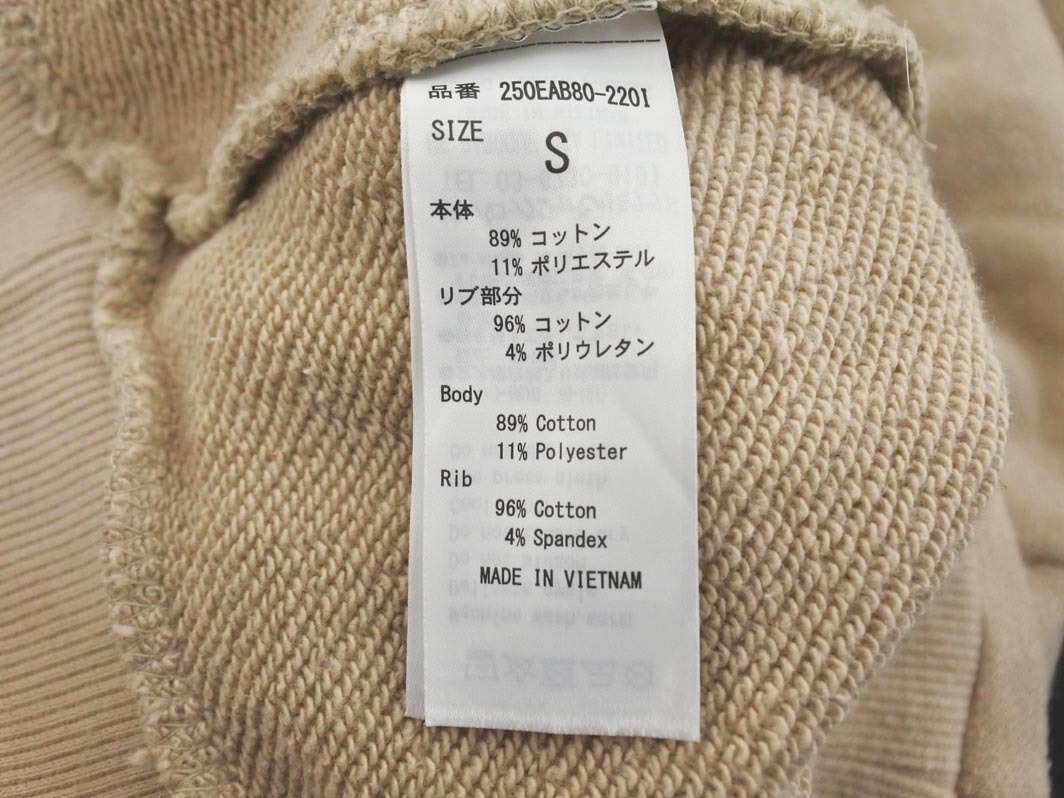 品番 250EAB80-2201
SIZE S
本体
89% コットン
11% ポリエステル
リブ部分
96% コットン
4% ポリウレタン
Body
89% Cotton
11% Polyester
Rib
96% Cotton
4% Spandex
MADE IN VIETNAM